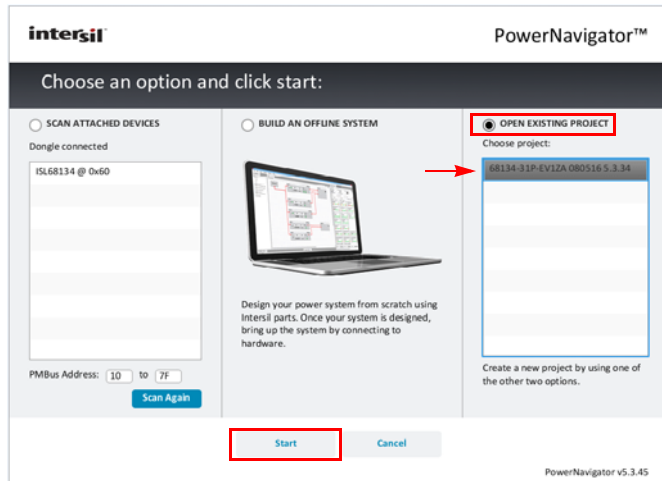 intersil
PowerNavigator™
Choose an option and click start:
SCAN ATTACHED DEVICES
Dongle connected
ISL68134 @ 0x60
PMBus Address: 10 to 7F
Scan Again
BUILD AN OFFLINE SYSTEM
Design your power system from scratch using
Intersil parts. Once your system is designed,
bring up the system by connecting to
hardware.
OPEN EXISTING PROJECT
Choose project:
68134-31P-EV1ZA 080516 5.3.34
Create a new project by using one of
the other two options.
Start
Cancel
PowerNavigator v5.3.45